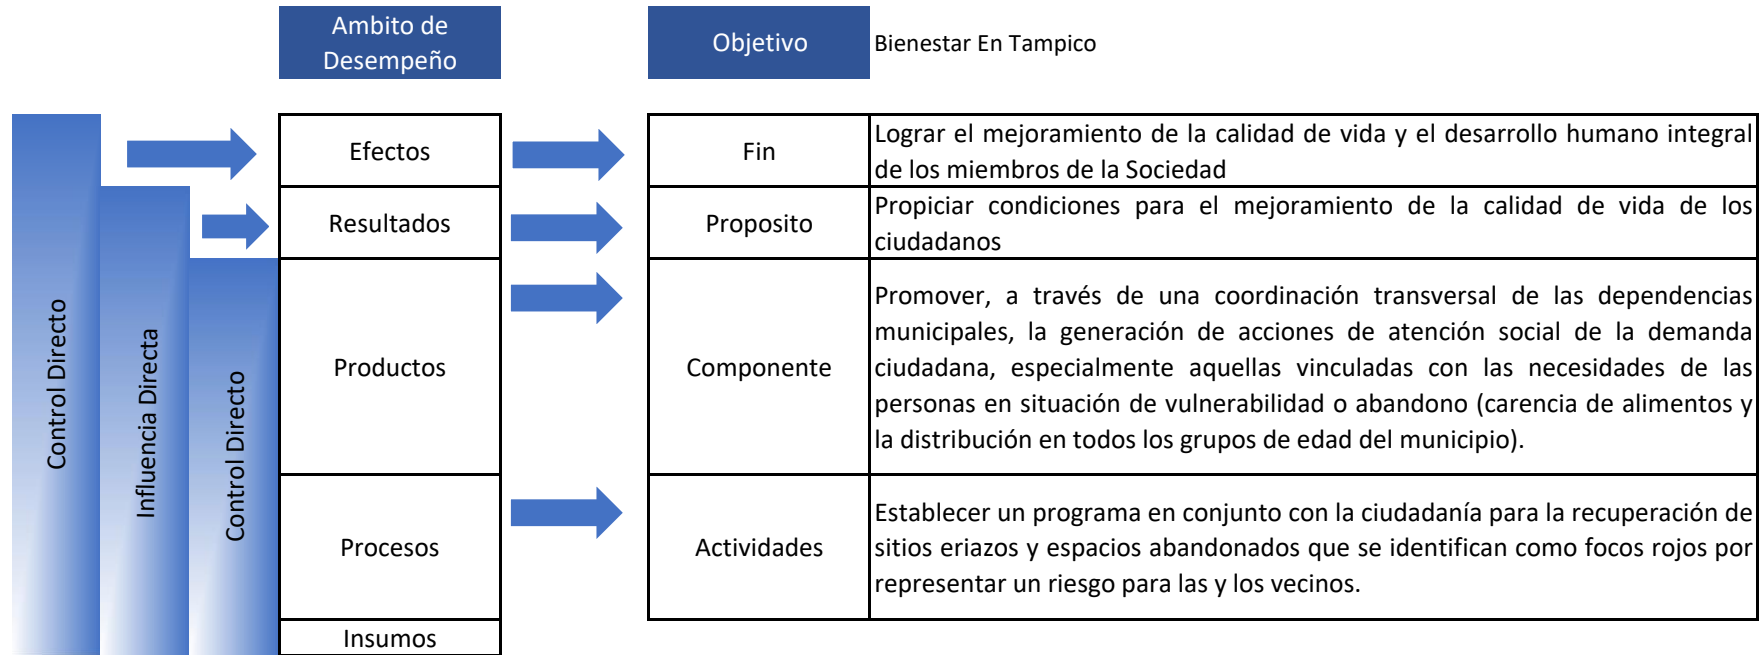 Ambito de
Desempeño
Objetivo
Bienestar En Tampico
Control Directo
Influencia Directa
Control Directo
Efectos
Fin
Lograr el mejoramiento de la calidad de vida y el desarrollo humano integral
de los miembros de la Sociedad
Resultados
Proposito
Propiciar condiciones para el mejoramiento de la calidad de vida de los
ciudadanos
Productos
Componente
Promover, a través de una coordinación transversal de las dependencias
municipales, la generación de acciones de atención social de la demanda
ciudadana, especialmente aquellas vinculadas con las necesidades de las
personas en situación de vulnerabilidad o abandono (carencia de alimentos y
la distribución en todos los grupos de edad del municipio).
Procesos
Actividades
Establecer un programa en conjunto con la ciudadanía para la recuperación de
sitios eriazos y espacios abandonados que se identifican como focos rojos por
representar un riesgo para las y los vecinos.
Insumos